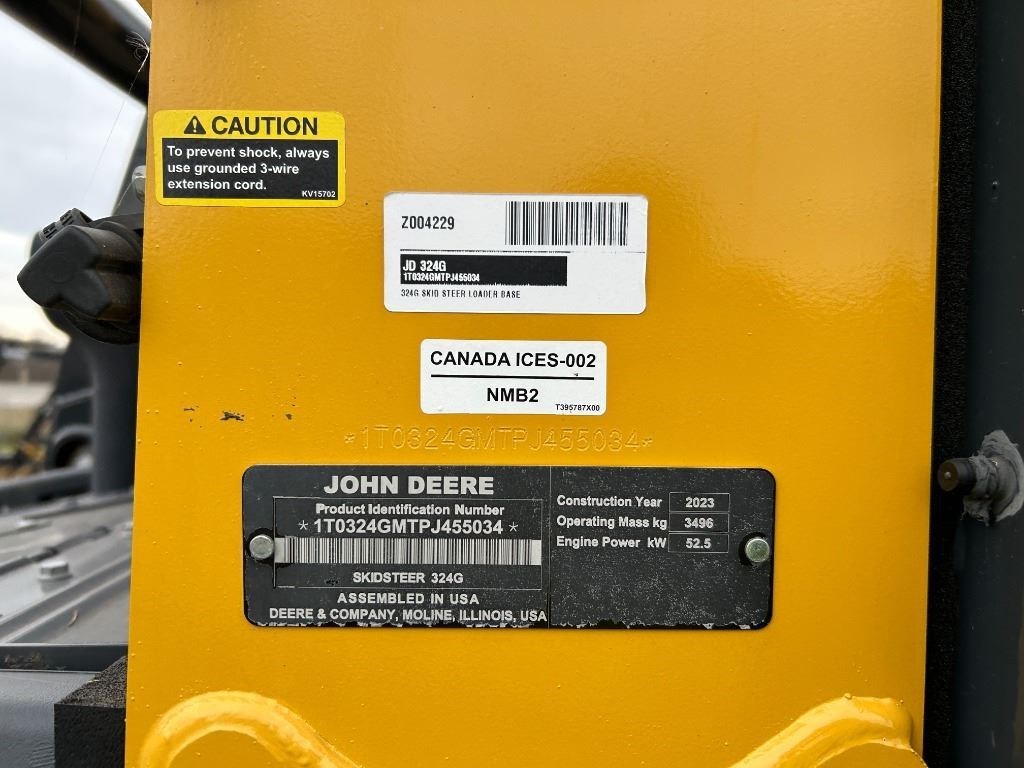 CAUTION
To prevent shock, always
use grounded 3-wire
extension cord.
KV15702
Z004229
JD 324G
1T0324GMTPJ455034
324G SKID STEER LOADER BASE
CANADA ICES-002
NMB2
T395787X00
*1T0324GMTPJ455034*
JOHN DEERE
Product Identification Number
*1T0324GMTPJ455034*
SKIDSTEER 324G
ASSEMBLED IN USA
DEERE & COMPANY, MOLINE, ILLINOIS, USA
Construction Year 2023
Operating Mass kg 3496
Engine Power kW 52.5